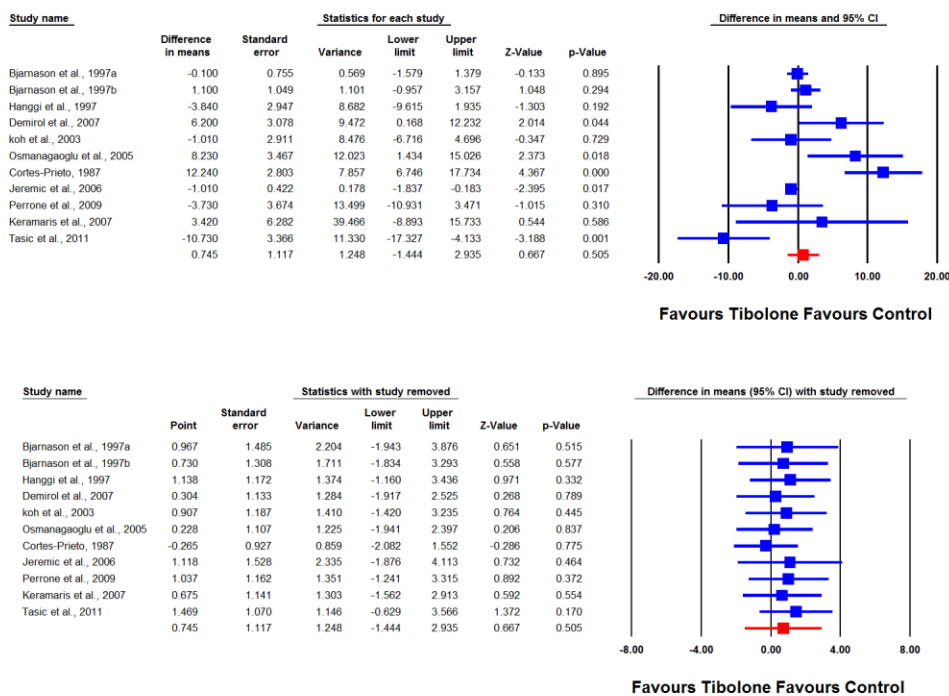 Study name Statistics for each study Difference in means and 95% CI
Difference in means Standard error Variance Lower limit Upper limit Z-Value p-Value
Bjarnason et al., 1997a -0.100 0.755 0.569 -1.579 1.379 -0.133 0.895
Bjarnason et al., 1997b 1.100 1.049 1.101 -0.957 3.157 1.048 0.294
Hanggi et al., 1997 -3.840 2.947 8.682 -9.615 1.935 -1.303 0.192
Demirol et al., 2007 6.200 3.078 9.472 0.168 12.232 2.014 0.044
koh et al., 2003 -1.010 2.911 8.476 -6.716 4.696 -0.347 0.729
Osmanagaoglu et al., 2005 8.230 3.467 12.023 1.434 15.026 2.373 0.018
Cortes-Prieto, 1987 12.240 2.803 7.857 6.746 17.734 4.367 0.000
Jeremic et al., 2006 -1.010 0.422 0.178 -1.837 -0.183 -2.395 0.017
Perrone et al., 2009 -3.730 3.674 13.499 -10.931 3.471 -1.015 0.310
Keramaris et al., 2007 3.420 6.282 39.466 -8.893 15.733 0.544 0.586
Tasic et al., 2011 -10.730 3.366 11.330 -17.327 -4.133 -3.188 0.001
0.745 1.117 1.248 -1.444 2.935 0.667 0.505
-20.00 -10.00 0.00 10.00 20.00
Favours Tibolone Favours Control
Study name Statistics with study removed Difference in means (95% CI) with study removed
Point Standard error Variance Lower limit Upper limit Z-Value p-Value
Bjarnason et al., 1997a 0.967 1.485 2.204 -1.943 3.876 0.651 0.515
Bjarnason et al., 1997b 0.730 1.308 1.711 -1.834 3.293 0.558 0.577
Hanggi et al., 1997 1.138 1.172 1.374 -1.160 3.436 0.971 0.332
Demirol et al., 2007 0.304 1.133 1.284 -1.917 2.525 0.268 0.789
koh et al., 2003 0.907 1.187 1.410 -1.420 3.235 0.764 0.445
Osmanagaoglu et al., 2005 0.228 1.107 1.225 -1.941 2.397 0.206 0.837
Cortes-Prieto, 1987 -0.265 0.927 0.859 -2.082 1.552 -0.286 0.775
Jeremic et al., 2006 1.118 1.528 2.335 -1.876 4.113 0.732 0.464
Perrone et al., 2009 1.037 1.162 1.351 -1.241 3.315 0.892 0.372
Keramaris et al., 2007 0.675 1.141 1.303 -1.562 2.913 0.592 0.554
Tasic et al., 2011 1.469 1.070 1.146 -0.629 3.566 1.372 0.170
0.745 1.117 1.248 -1.444 2.935 0.667 0.505
-8.00 -4.00 0.00 4.00 8.00
Favours Tibolone Favours Control